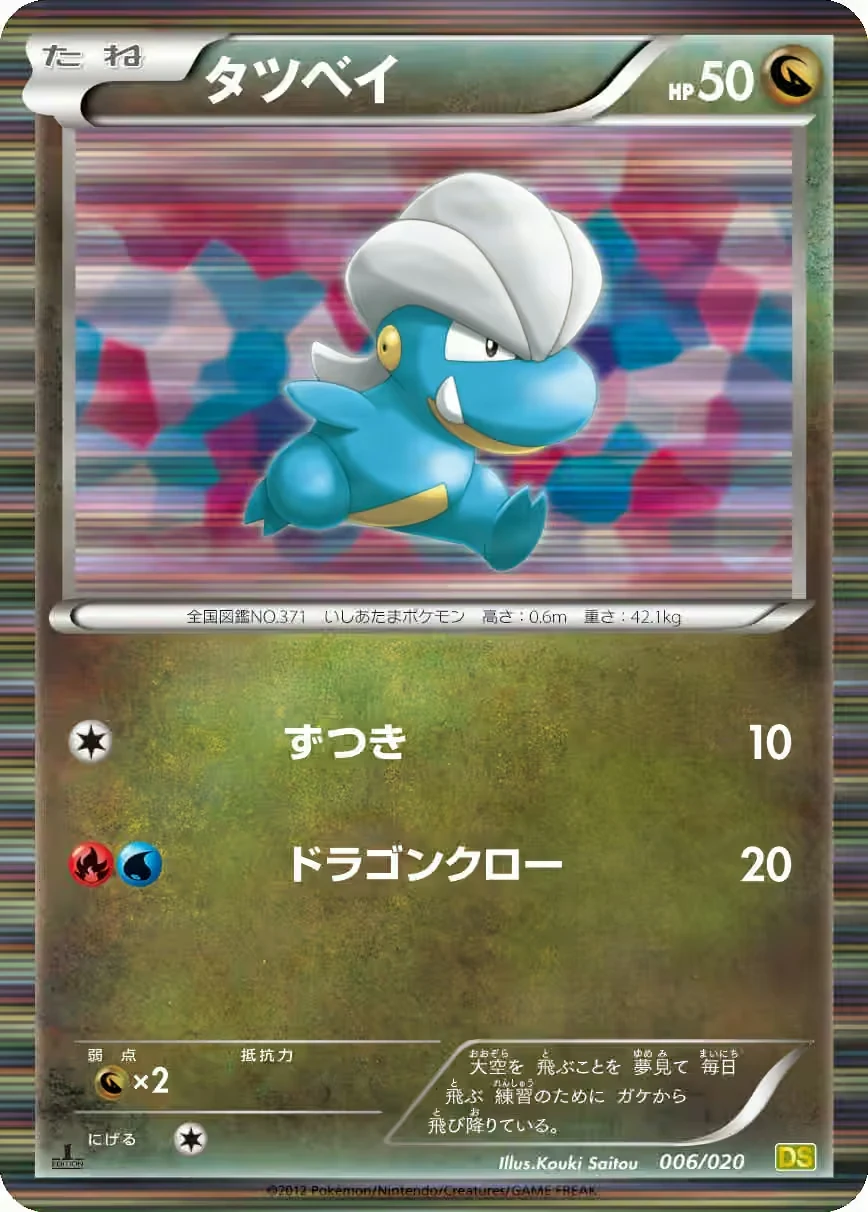 たね タツベイ HP50
全国図鑑NO.371 いしあたまポケモン 高さ:0.6m 重さ:42.1kg
ずつき 10
ドラゴンクロー 20
弱点 抵抗力
×2
にげる
大空を 飛ぶことを 夢見て 毎日
飛ぶ 練習のために ガケから
飛び降りている。
1 EDITION
Illus.Kouki Saitou 006/020 DS
©2012 Pokémon/Nintendo/Creatures/GAME FREAK.